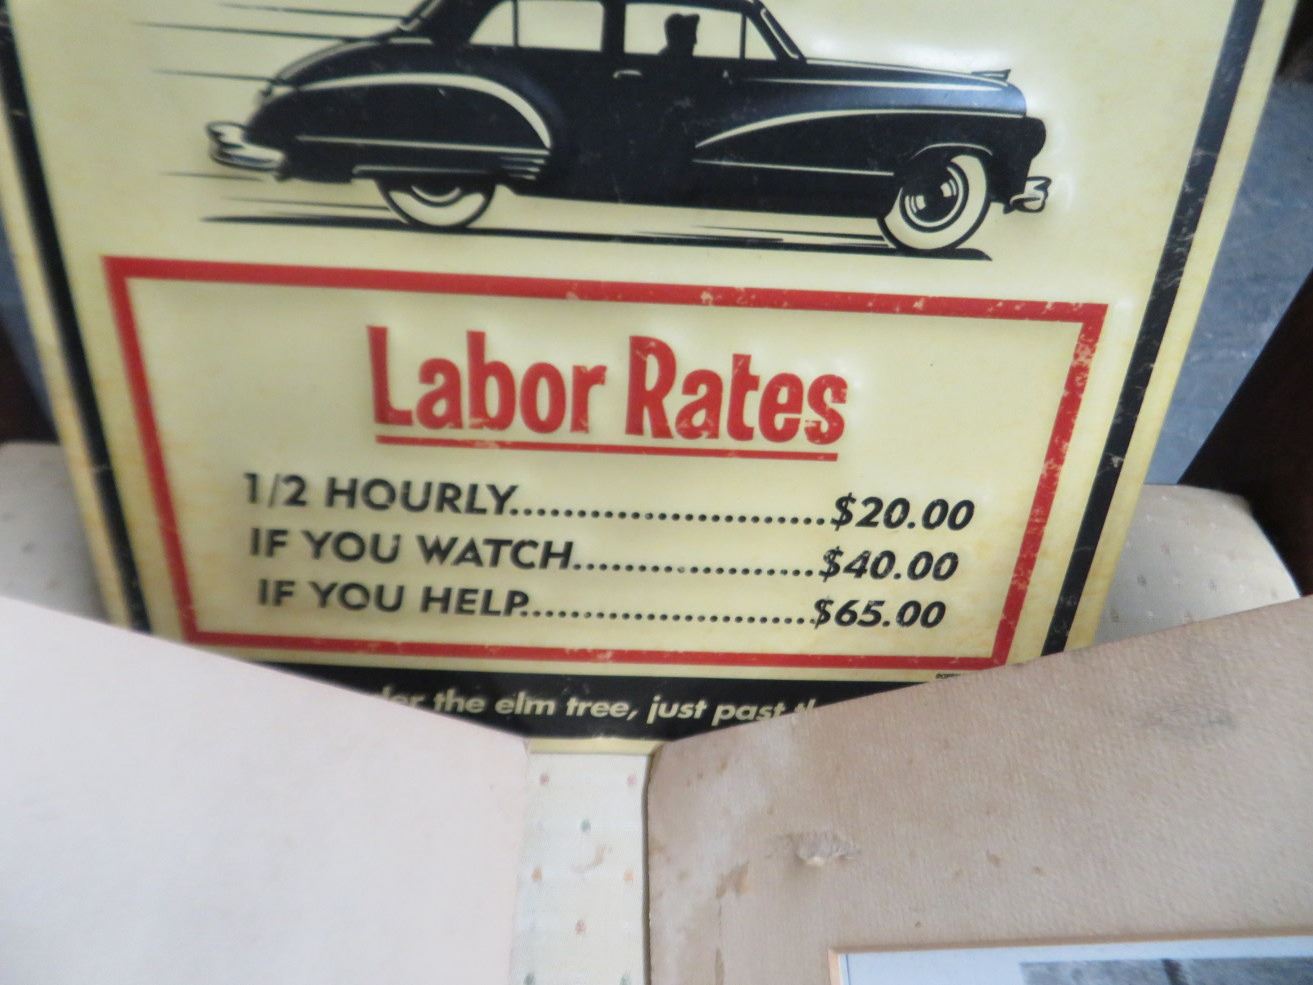 Labor Rates
1/2 HOURLY........................$20.00
IF YOU WATCH...................$40.00
IF YOU HELP......................$65.00
the elm tree, just past